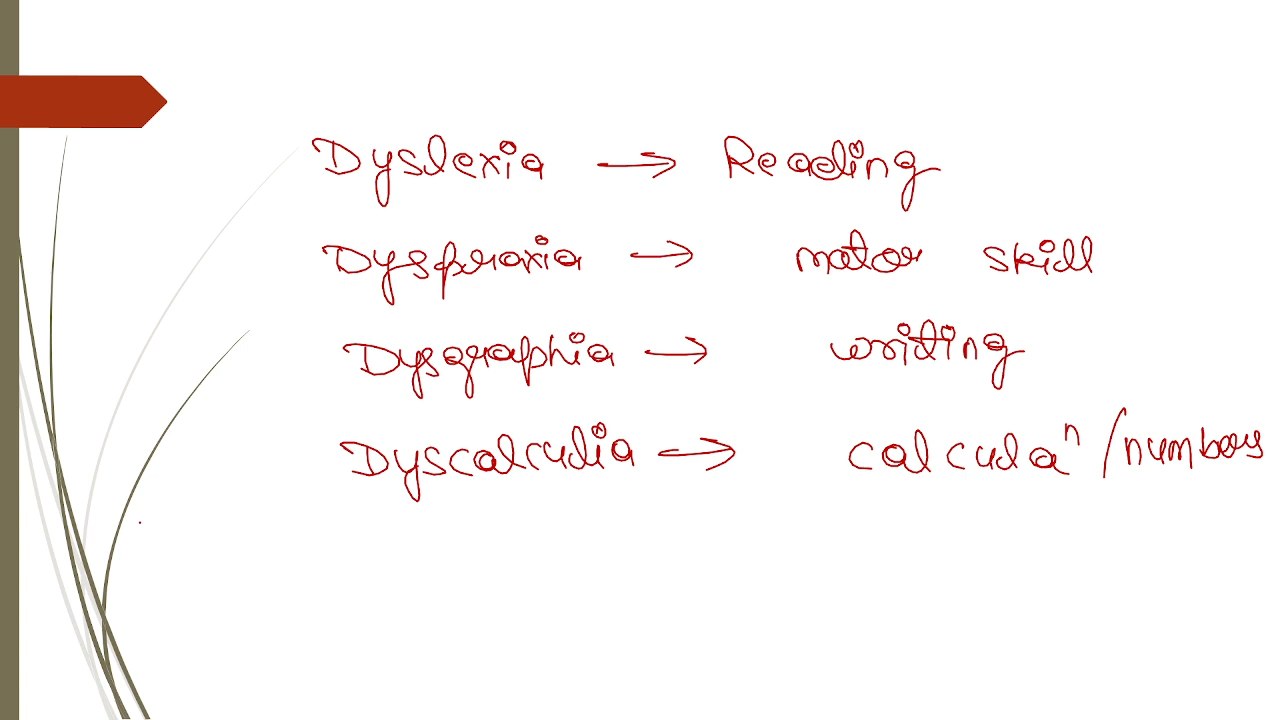 Dyslexia → Reading
Dyspraxia → motor skill
Dysgraphia → writing
Dyscalculia → calculaⁿ/numbers